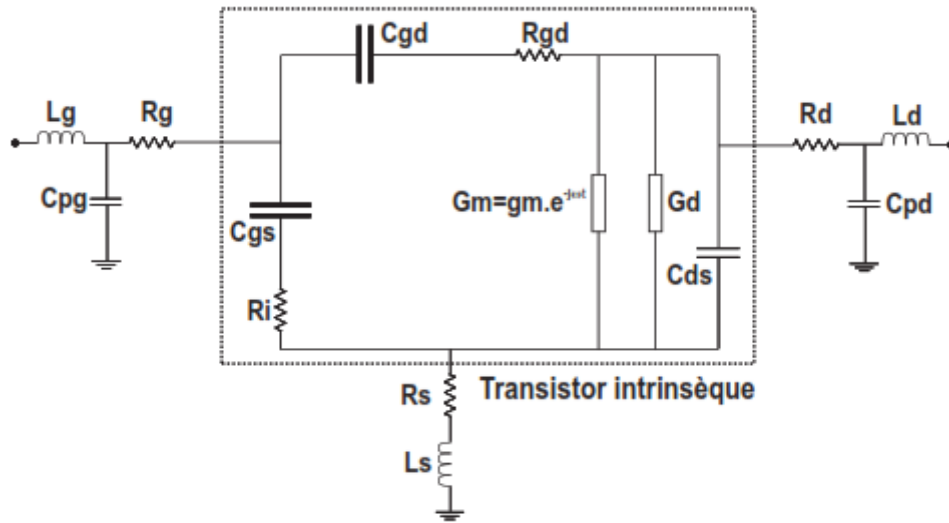 Cgd
Rgd
Lg
Rg
Rd
Ld
Cpg
Cgs
Gm=gm.e
Gd
Cpd
Cds
Ri
Transistor intrinsèque
Rs
Ls